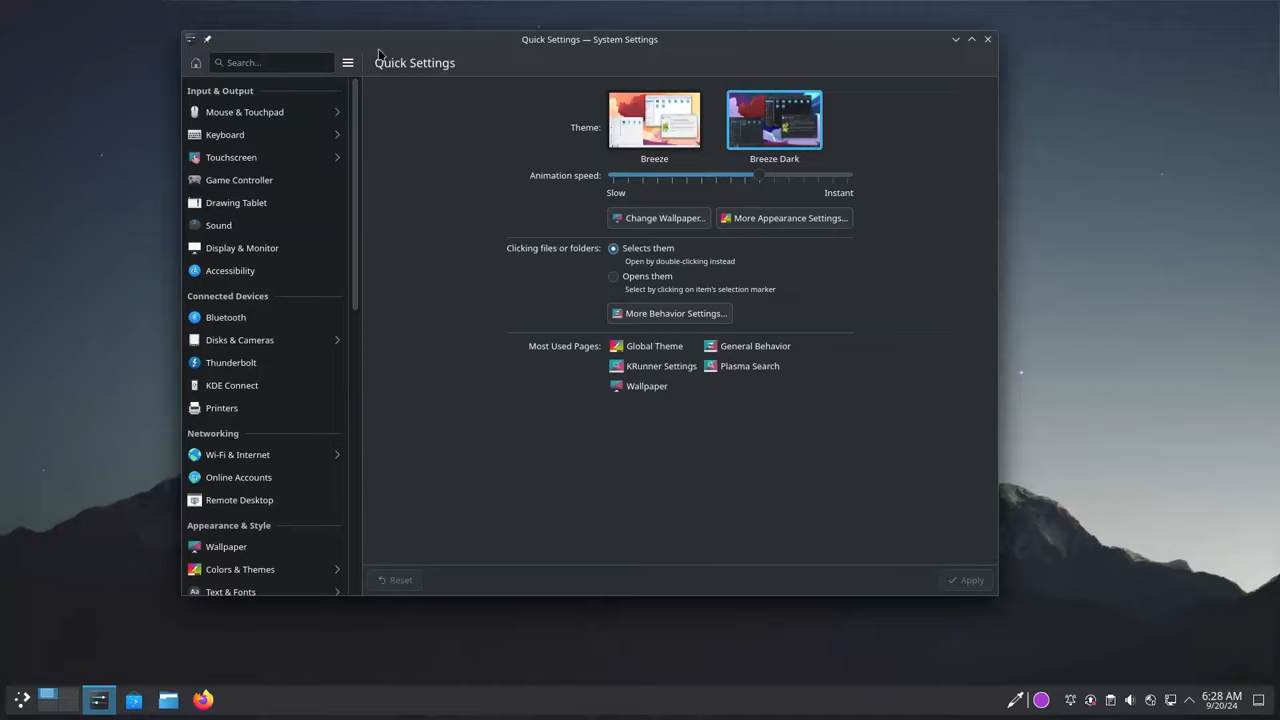 Quick Settings — System Settings
Search...
Quick Settings
Input & Output
Mouse & Touchpad
Keyboard
Touchscreen
Game Controller
Drawing Tablet
Sound
Display & Monitor
Accessibility
Connected Devices
Bluetooth
Disks & Cameras
Thunderbolt
KDE Connect
Printers
Networking
Wi-Fi & Internet
Online Accounts
Remote Desktop
Appearance & Style
Wallpaper
Colors & Themes
Aa Text & Fonts
Theme:
Breeze
Breeze Dark
Animation speed:
Slow
Instant
Change Wallpaper...
More Appearance Settings...
Clicking files or folders:
Selects them
Open by double-clicking instead
Opens them
Select by clicking on item's selection marker
More Behavior Settings...
Most Used Pages:
Global Theme
General Behavior
KRunner Settings
Plasma Search
Wallpaper
Reset
Apply
6:28 AM
9/20/24